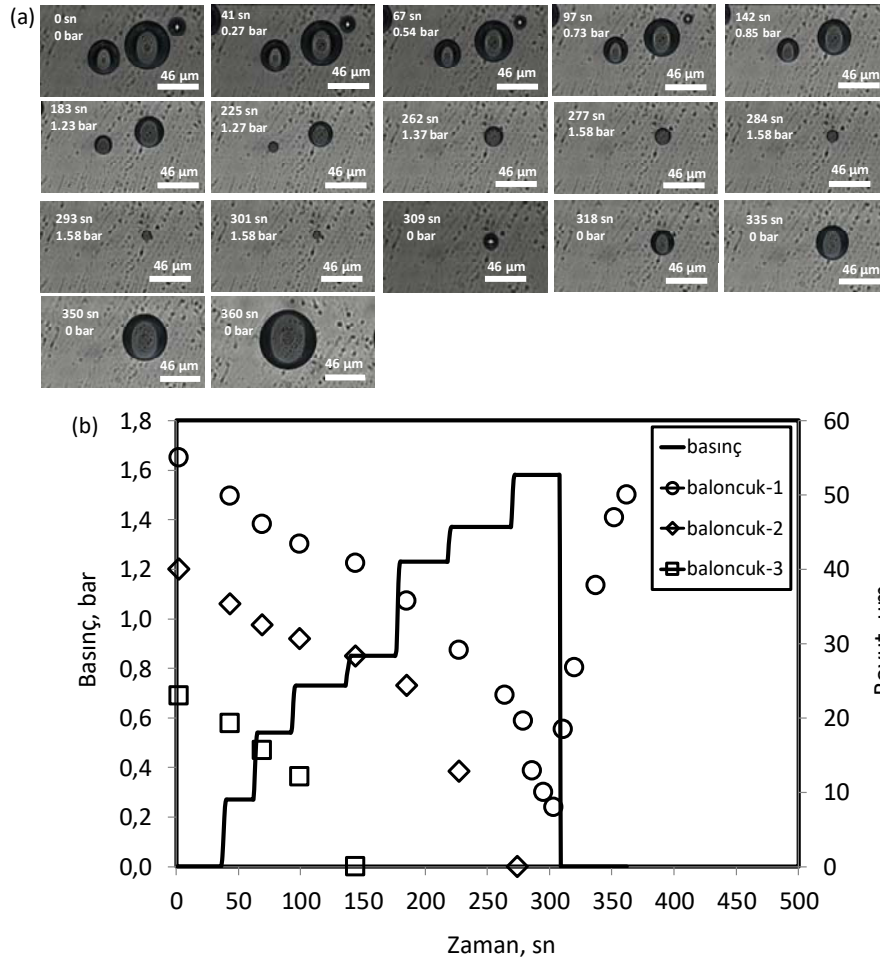 (a)
0 sn
0 bar
46 µm
41 sn
0.27 bar
46 µm
67 sn
0.54 bar
46 µm
97 sn
0.73 bar
46 µm
142 sn
0.85 bar
46 µm
183 sn
1.23 bar
46 µm
225 sn
1.27 bar
46 µm
262 sn
1.37 bar
46 µm
277 sn
1.58 bar
46 µm
284 sn
1.58 bar
46 µm
293 sn
1.58 bar
46 µm
301 sn
1.58 bar
46 µm
309 sn
0 bar
46 µm
318 sn
0 bar
46 µm
335 sn
0 bar
46 µm
350 sn
0 bar
46 µm
360 sn
0 bar
46 µm
(b)
Basınç, bar
1,8
1,6
1,4
1,2
1,0
0,8
0,6
0,4
0,2
0,0
basınç
baloncuk-1
baloncuk-2
baloncuk-3
60
50
40
30
20
10
0
0 50 100 150 200 250 300 350 400 450 500
Zaman, sn